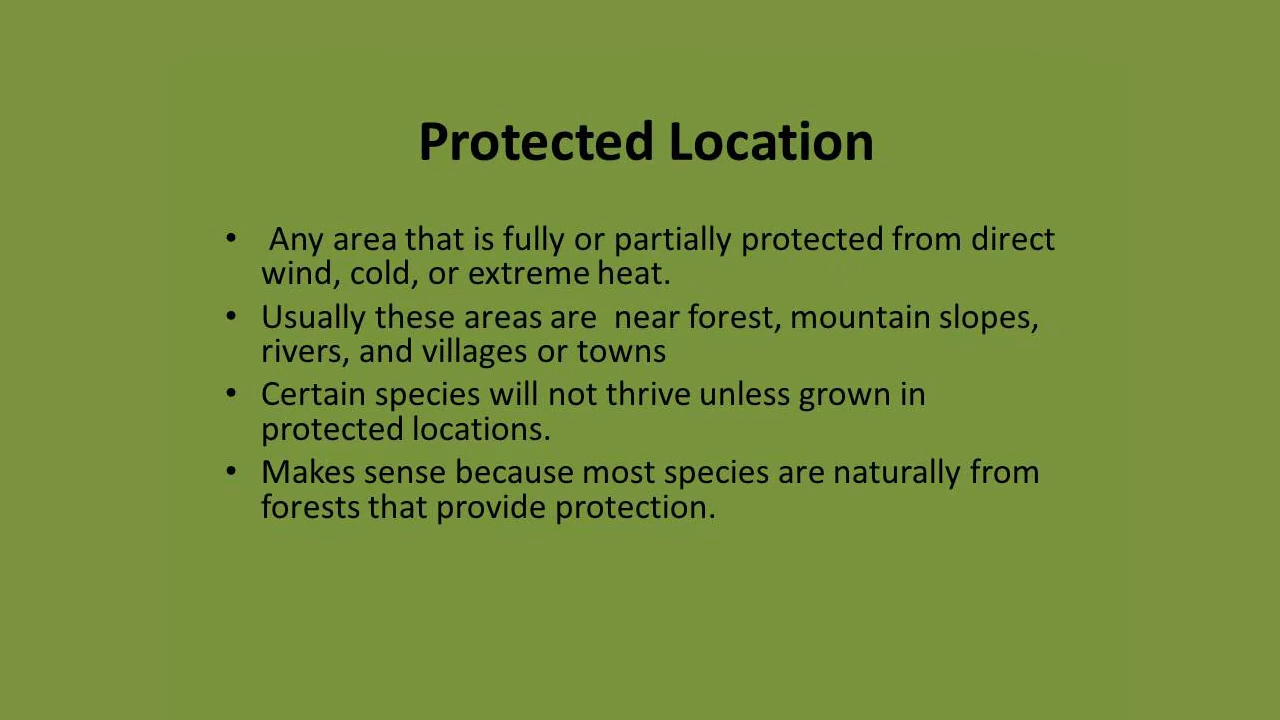 Protected Location
• Any area that is fully or partially protected from direct
wind, cold, or extreme heat.
• Usually these areas are near forest, mountain slopes,
rivers, and villages or towns
• Certain species will not thrive unless grown in
protected locations.
• Makes sense because most species are naturally from
forests that provide protection.